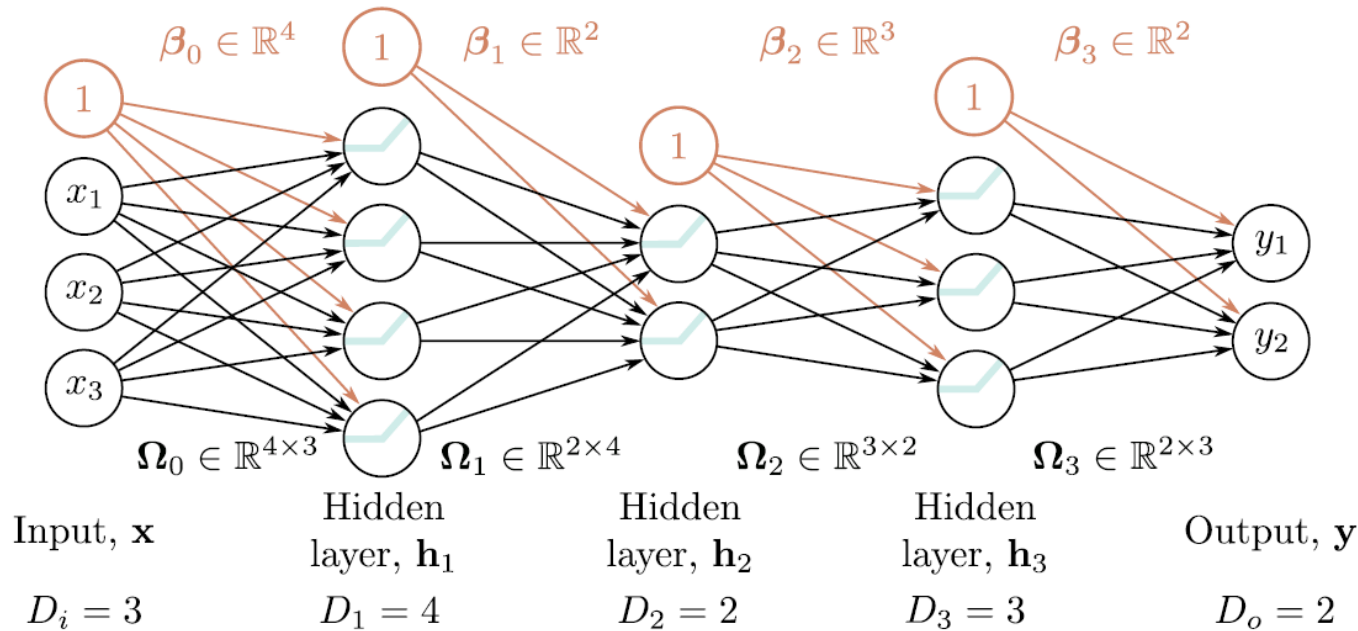 𝜷₀ ∈ ℝ⁴
𝜷₁ ∈ ℝ²
𝜷₂ ∈ ℝ³
𝜷₃ ∈ ℝ²
1
1
1
1
x₁
x₂
x₃
y₁
y₂
𝛀₀ ∈ ℝ⁴ˣ³
𝛀₁ ∈ ℝ²ˣ⁴
𝛀₂ ∈ ℝ³ˣ²
𝛀₃ ∈ ℝ²ˣ³
Input, 𝐱
Hidden
layer, 𝐡₁
Hidden
layer, 𝐡₂
Hidden
layer, 𝐡₃
Output, 𝐲
Dᵢ = 3
D₁ = 4
D₂ = 2
D₃ = 3
Dₒ = 2